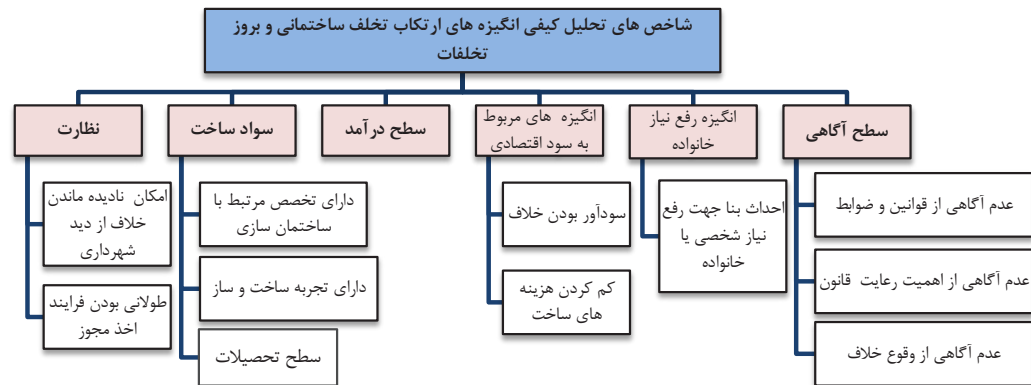 شاخص های تحلیل کیفی انگیزه های ارتکاب تخلف ساختمانی و بروز
تخلفات
سطح آگاهی
عدم آگاهی از قوانین و ضوابط
عدم آگاهی از اهمیت رعایت قانون
عدم آگاهی از وقوع خلاف
انگیزه رفع نیاز
خانواده
احداث بنا جهت رفع
نیاز شخصی یا
خانواده
انگیزه های مربوط
به سود اقتصادی
سودآور بودن خلاف
کم کردن هزینه
های ساخت
سطح درآمد
سواد ساخت
دارای تخصص مرتبط با
ساختمان سازی
دارای تجربه ساخت و ساز
سطح تحصیلات
نظارت
امکان نادیده ماندن
خلاف از دید
شهرداری
طولانی بودن فرایند
اخذ مجوز